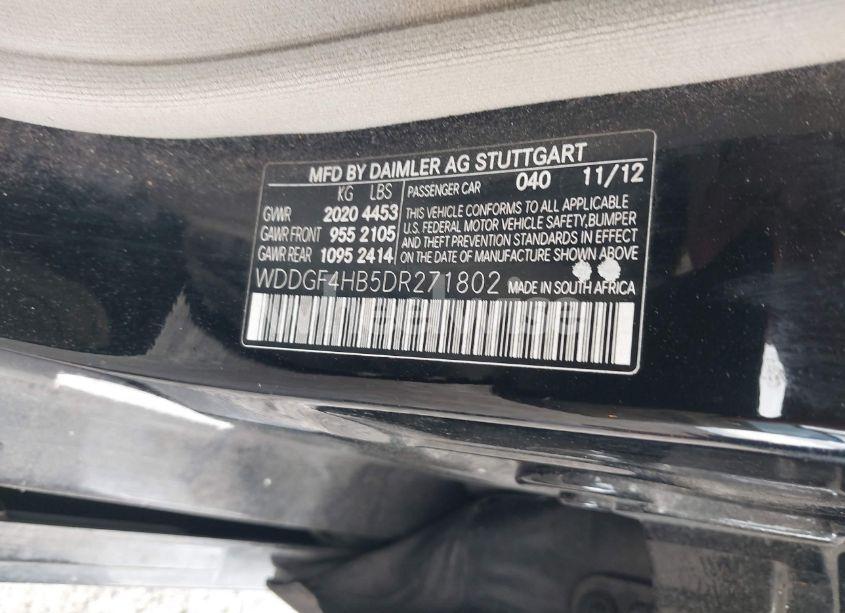 MFD BY DAIMLER AG STUTTGART
KG LBS
GVWR 2020 4453
GAWR FRONT 955 2105
GAWR REAR 1095 2414
PASSENGER CAR 040 11/12
THIS VEHICLE CONFORMS TO ALL APPLICABLE
U.S. FEDERAL MOTOR VEHICLE SAFETY, BUMPER
AND THEFT PREVENTION STANDARDS IN EFFECT
ON THE DATE OF MANUFACTURE SHOWN ABOVE
WDDGF4HB5DR271802 MADE IN SOUTH AFRICA